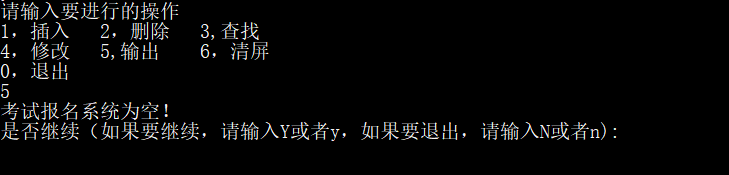 请输入要进行的操作
1，插入 2，删除 3,查找
4，修改 5,输出 6，清屏
0，退出
5
考试报名系统为空！
是否继续（如果要继续，请输入Y或者y，如果要退出，请输入N或者n）: